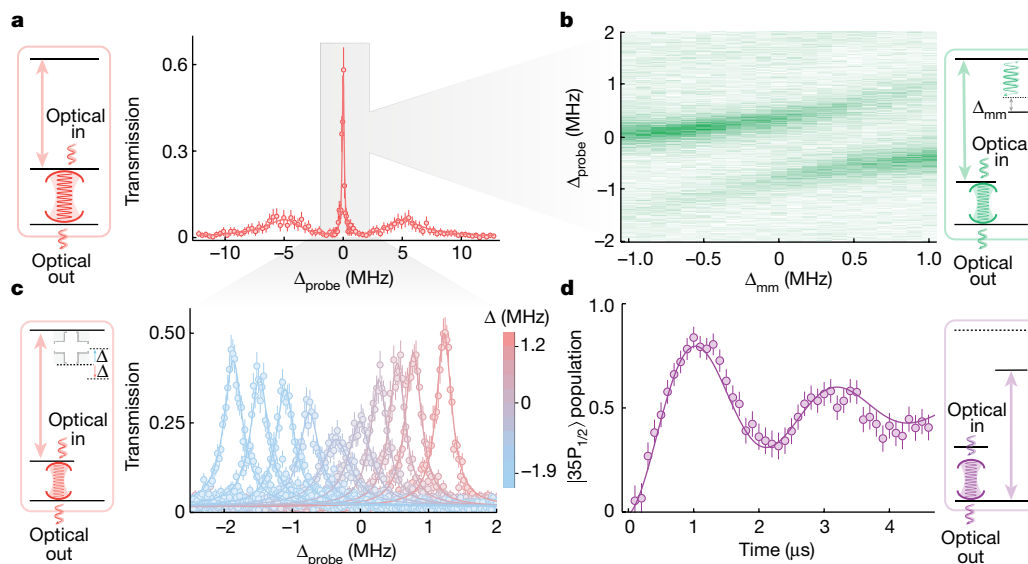 a
Optical
in
Optical
out
Transmission
0.6
0.3
0
−10
−5
0
5
10
Δprobe (MHz)
b
Δprobe (MHz)
2
1
0
−1
−2
−1.0
−0.5
0
0.5
1.0
Δmm (MHz)
Δmm
Optical
in
Optical
out
c
Δ
Δ
Optical
in
Optical
out
Transmission
0.50
0.25
0
−2
−1
0
1
2
Δprobe (MHz)
Δ (MHz)
1.2
0
−1.9
d
|35P1/2⟩ population
1.0
0.5
0
0
1
2
3
4
Time (μs)
Optical
in
Optical
out